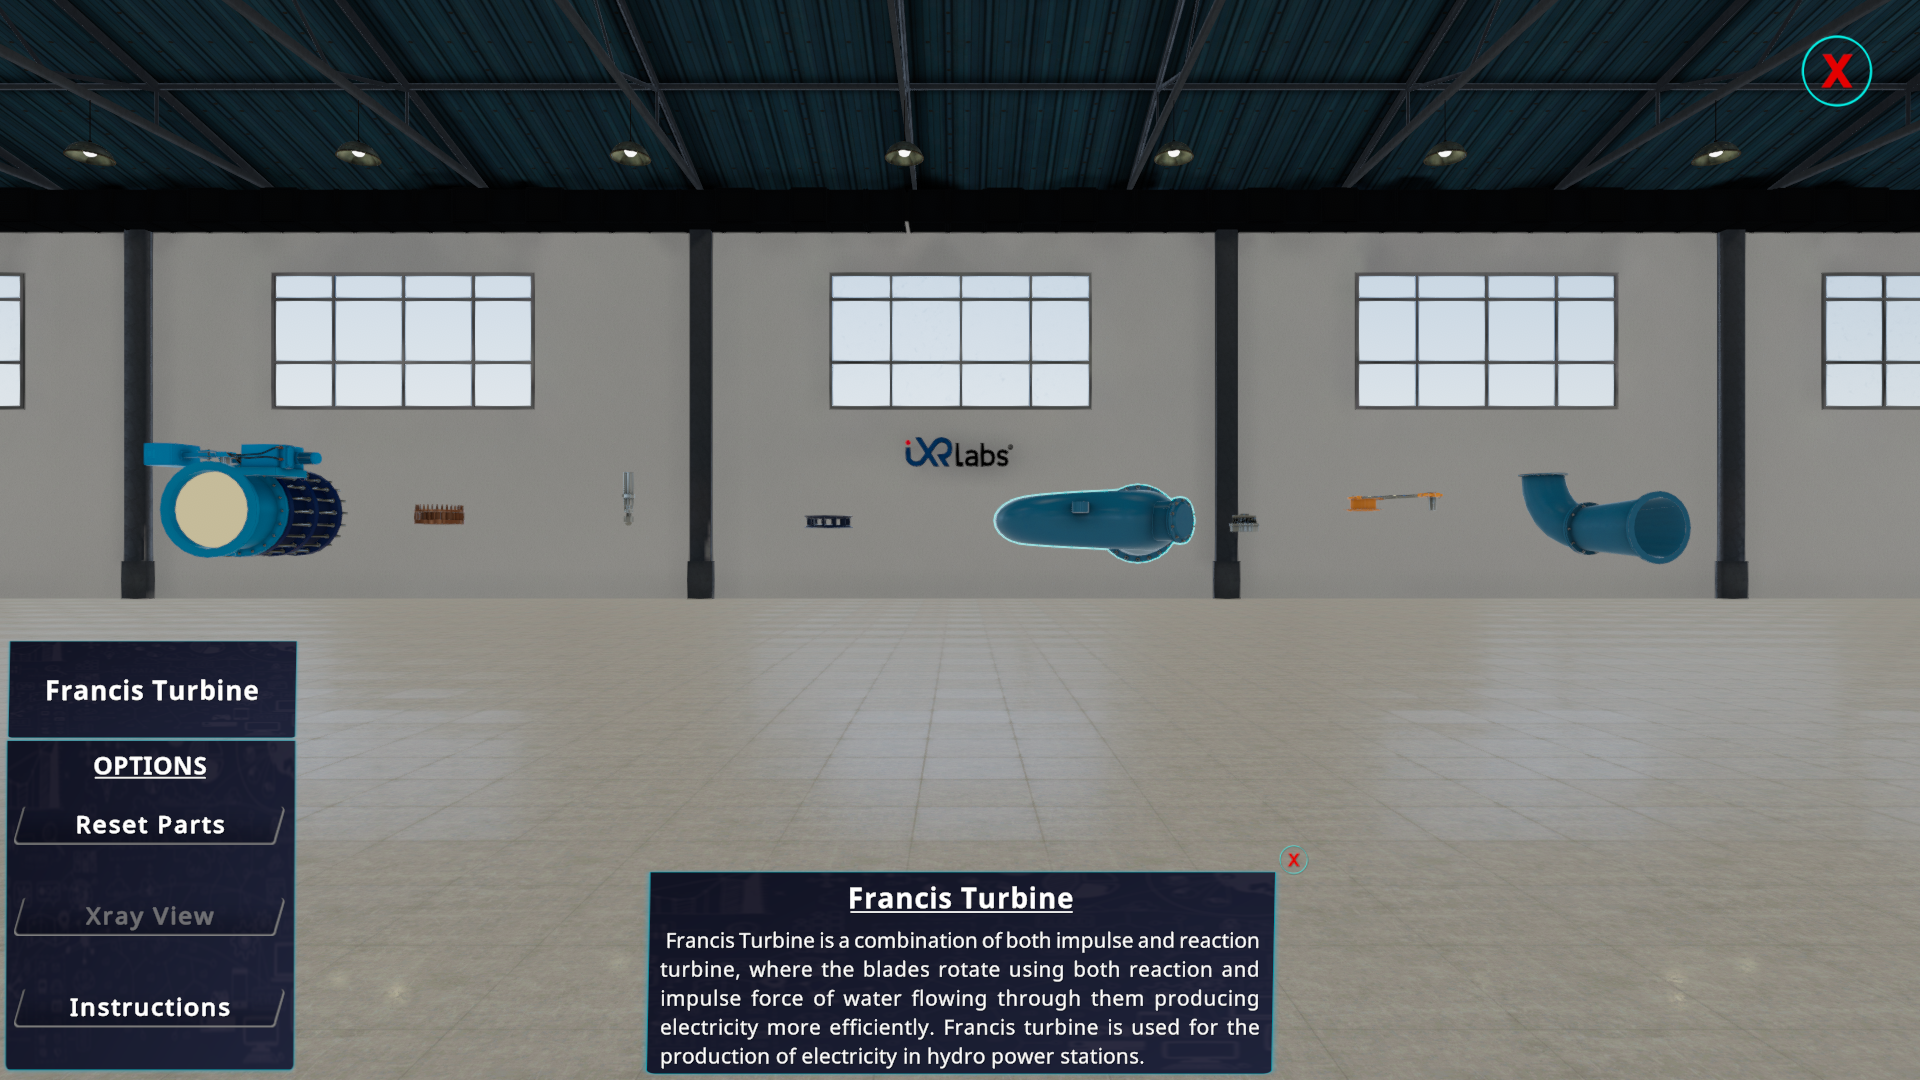 X
iXRlabs
Francis Turbine
OPTIONS
Reset Parts
Xray View
Instructions
X
Francis Turbine
Francis Turbine is a combination of both impulse and reaction
turbine, where the blades rotate using both reaction and
impulse force of water flowing through them producing
electricity more efficiently. Francis turbine is used for the
production of electricity in hydro power stations.